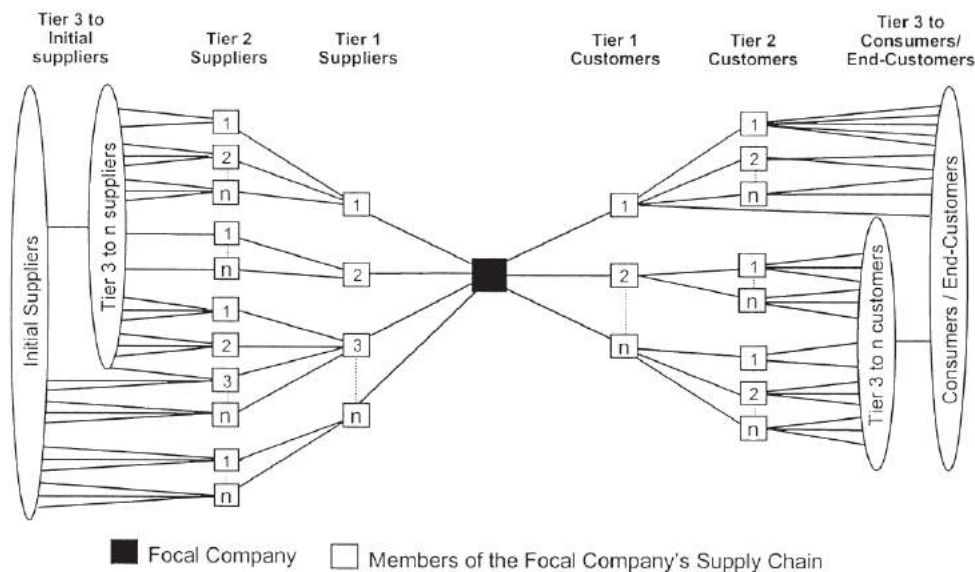 Tier 3 to
Initial
suppliers
Tier 2
Suppliers
Tier 1
Suppliers
Tier 1
Customers
Tier 2
Customers
Tier 3 to
Consumers/
End-Customers
Initial Suppliers
Tier 3 to n suppliers
1
2
n
1
n
1
2
3
n
1
n
1
2
3
n
1
2
n
1
2
n
1
n
1
2
n
Tier 3 to n customers
Consumers / End-Customers
Focal Company
Members of the Focal Company's Supply Chain